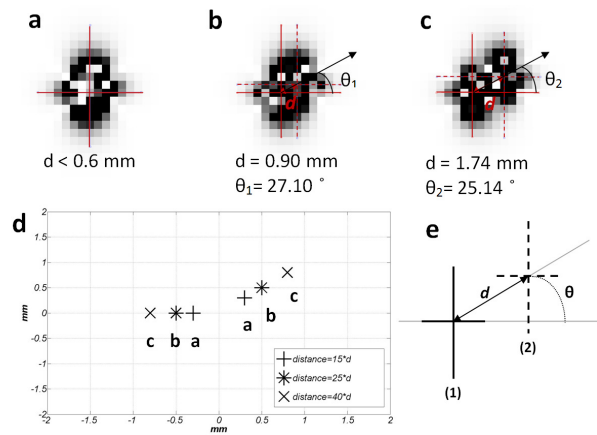 a
b
c
θ1
θ2
d
d
d < 0.6 mm
d = 0.90 mm
d = 1.74 mm
θ1= 27.10 °
θ2= 25.14 °
d
e
2
1.5
1
0.5
0
-0.5
-1
-1.5
-2
mm
-2 -1.5 -1 -0.5 0 0.5 1 1.5 2
mm
c b a
a
b
c
distance=15*d
distance=25*d
distance=40*d
d
θ
(1)
(2)